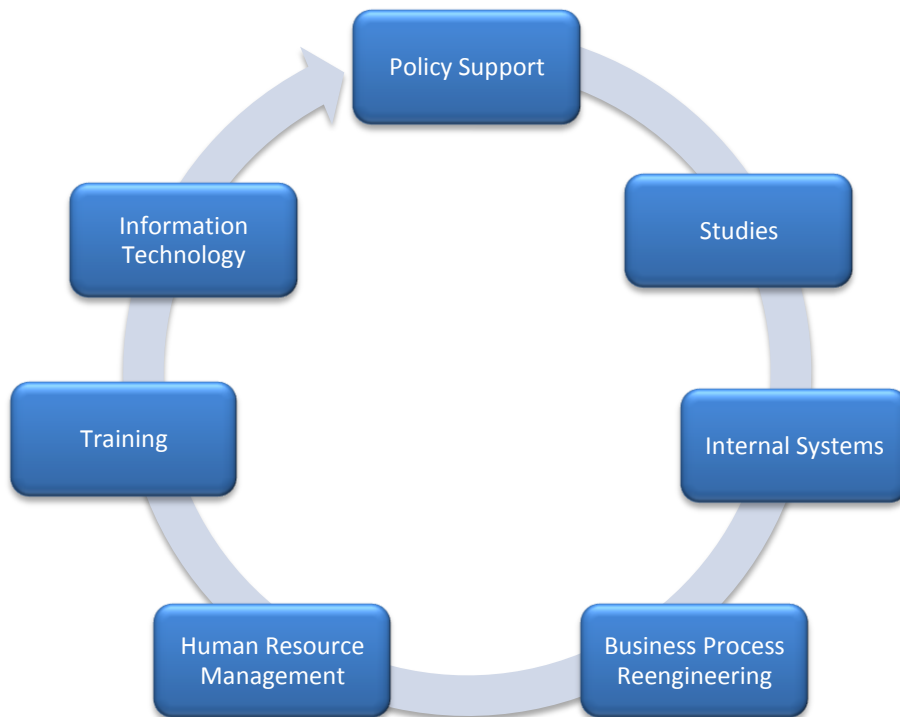 Policy Support
Studies
Internal Systems
Business Process
Reengineering
Human Resource
Management
Training
Information
Technology